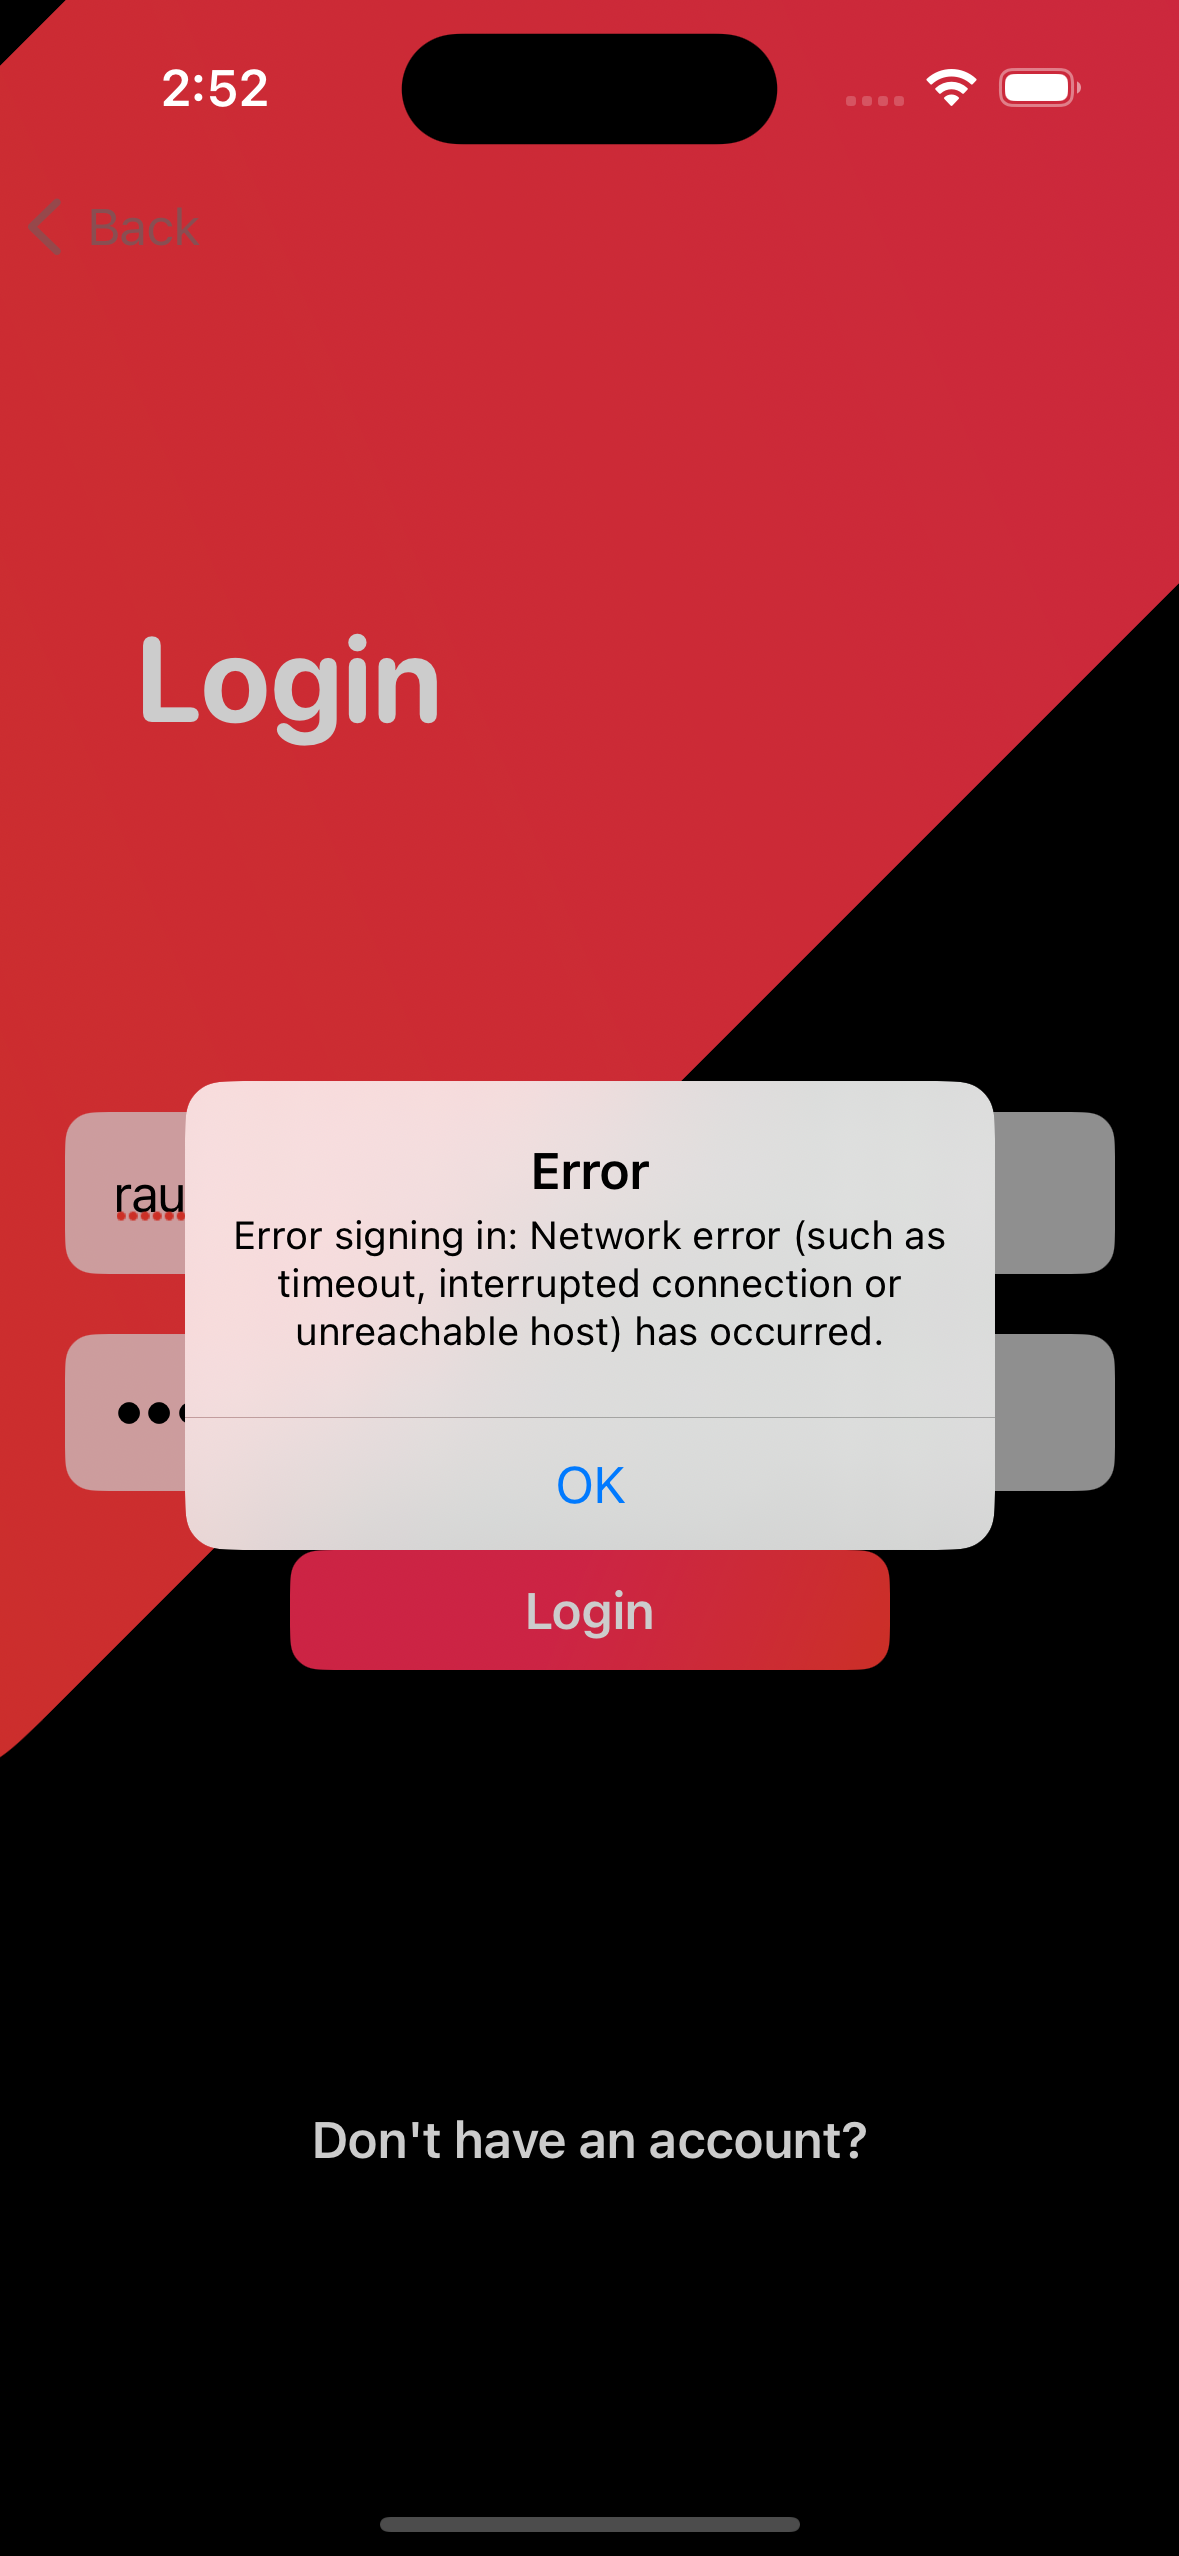 2:52
Back
Login
rau
Error
Error signing in: Network error (such as
timeout, interrupted connection or
unreachable host) has occurred.
OK
Login
Don't have an account?